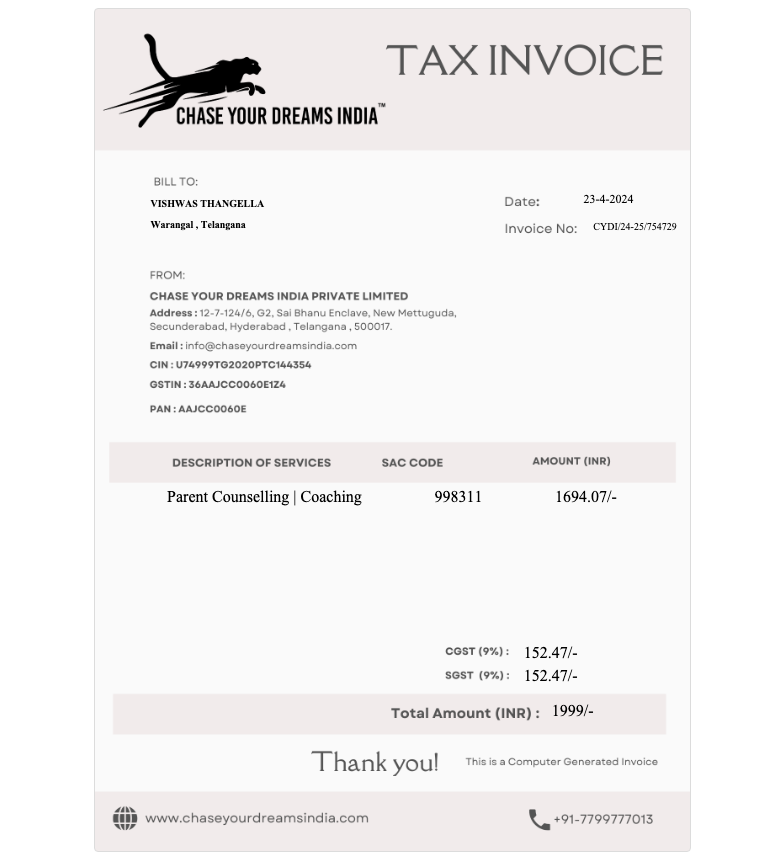 TAX INVOICE
CHASE YOUR DREAMS INDIA™
BILL TO:
VISHWAS THANGELLA
Warangal , Telangana
Date: 23-4-2024
Invoice No: CYDI/24-25/754729
FROM:
CHASE YOUR DREAMS INDIA PRIVATE LIMITED
Address : 12-7-124/6, G2, Sai Bhanu Enclave, New Mettuguda,
Secunderabad, Hyderabad , Telangana , 500017.
Email : info@chaseyourdreamsindia.com
CIN : U74999TG2020PTC144354
GSTIN : 36AAJCC0060E1Z4
PAN : AAJCC0060E
DESCRIPTION OF SERVICES SAC CODE AMOUNT (INR)
Parent Counselling | Coaching 998311 1694.07/-
CGST (9%) : 152.47/-
SGST (9%) : 152.47/-
Total Amount (INR) : 1999/-
Thank you! This is a Computer Generated Invoice
www.chaseyourdreamsindia.com +91-7799777013